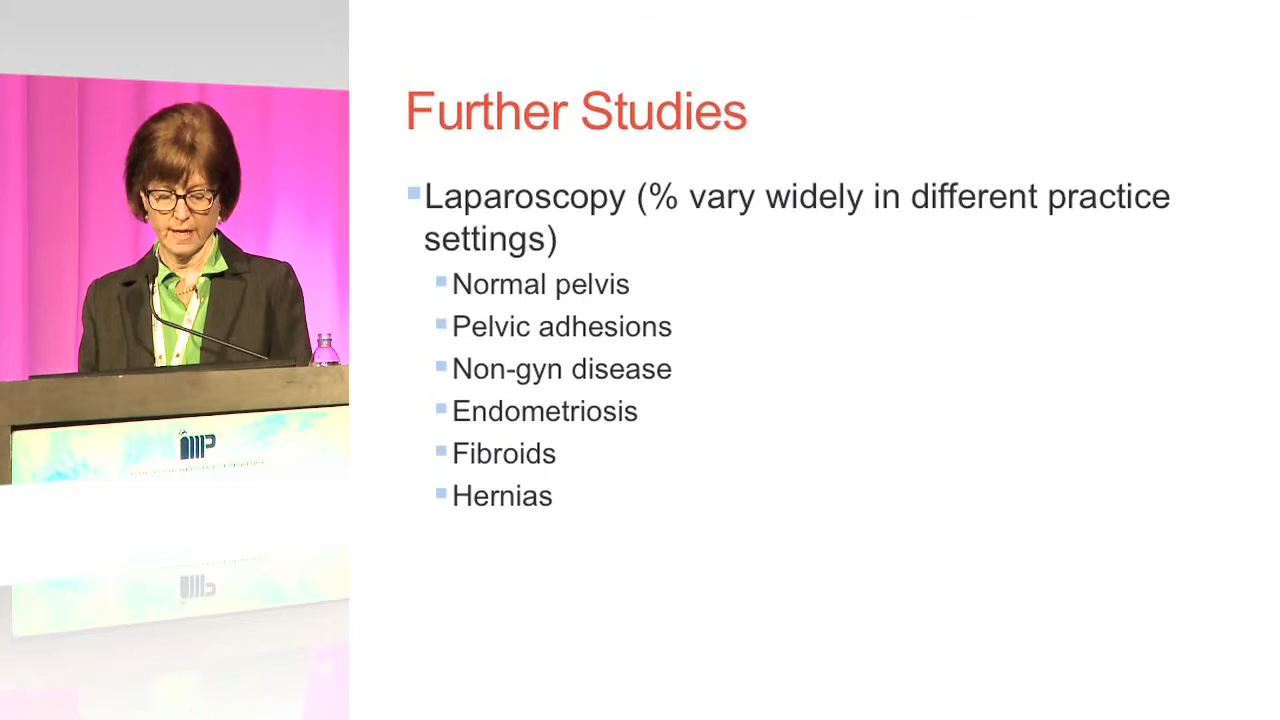 Further Studies
Laparoscopy (% vary widely in different practice
settings)
Normal pelvis
Pelvic adhesions
Non-gyn disease
Endometriosis
Fibroids
Hernias